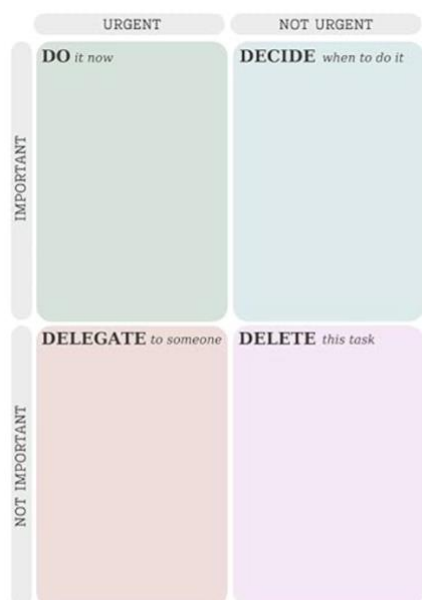 URGENT
NOT URGENT
IMPORTANT
DO it now
DECIDE when to do it
NOT IMPORTANT
DELEGATE to someone
DELETE this task